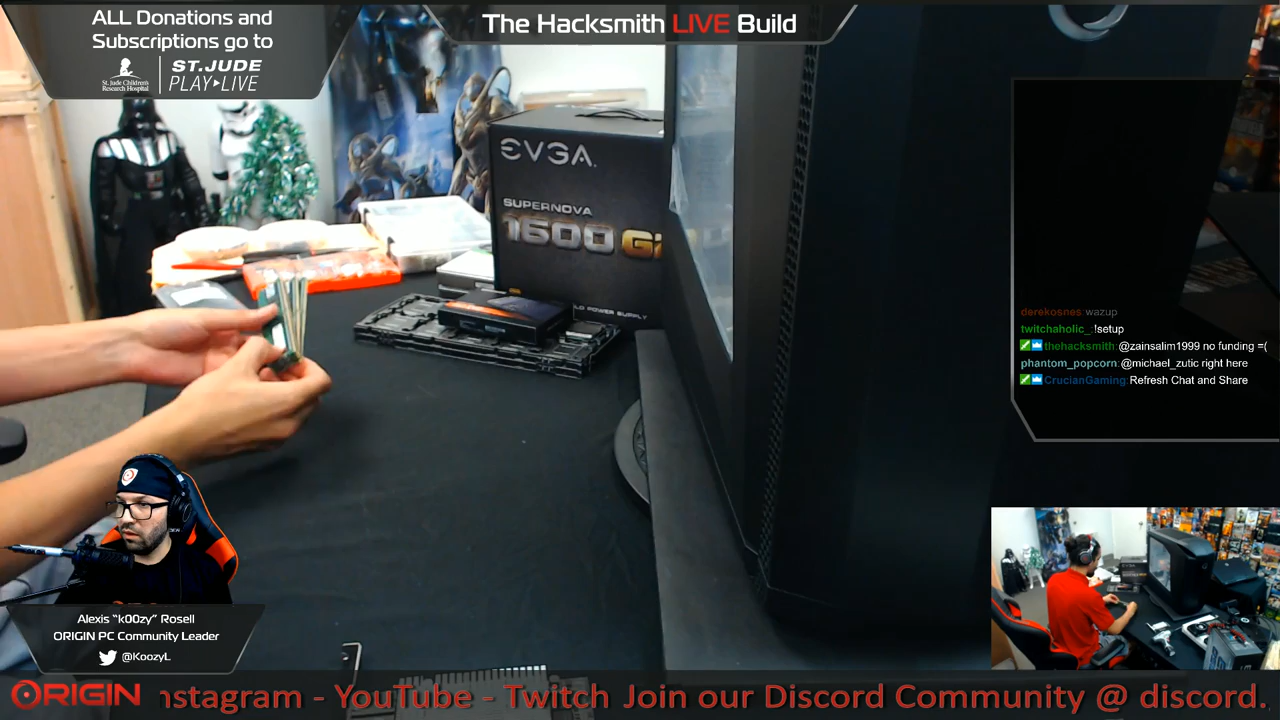 ALL Donations and
Subscriptions go to
St. Jude Children's
Research Hospital
ST.JUDE
PLAY LIVE
The Hacksmith LIVE Build
EVGA.
SUPERNOVA
1600
POWER SUPPLY
derekosnes: wazup
twitchaholic_: !setup
thehacksmith: @zainsalim1999 no funding =(
phantom_popcorn: @michael_zutic right here
CrucianGaming: Refresh Chat and Share
Alexis "k00zy" Rosell
ORIGIN PC Community Leader
@KoozyL
ORIGIN
nstagram - YouTube - Twitch Join our Discord Community @ discord.